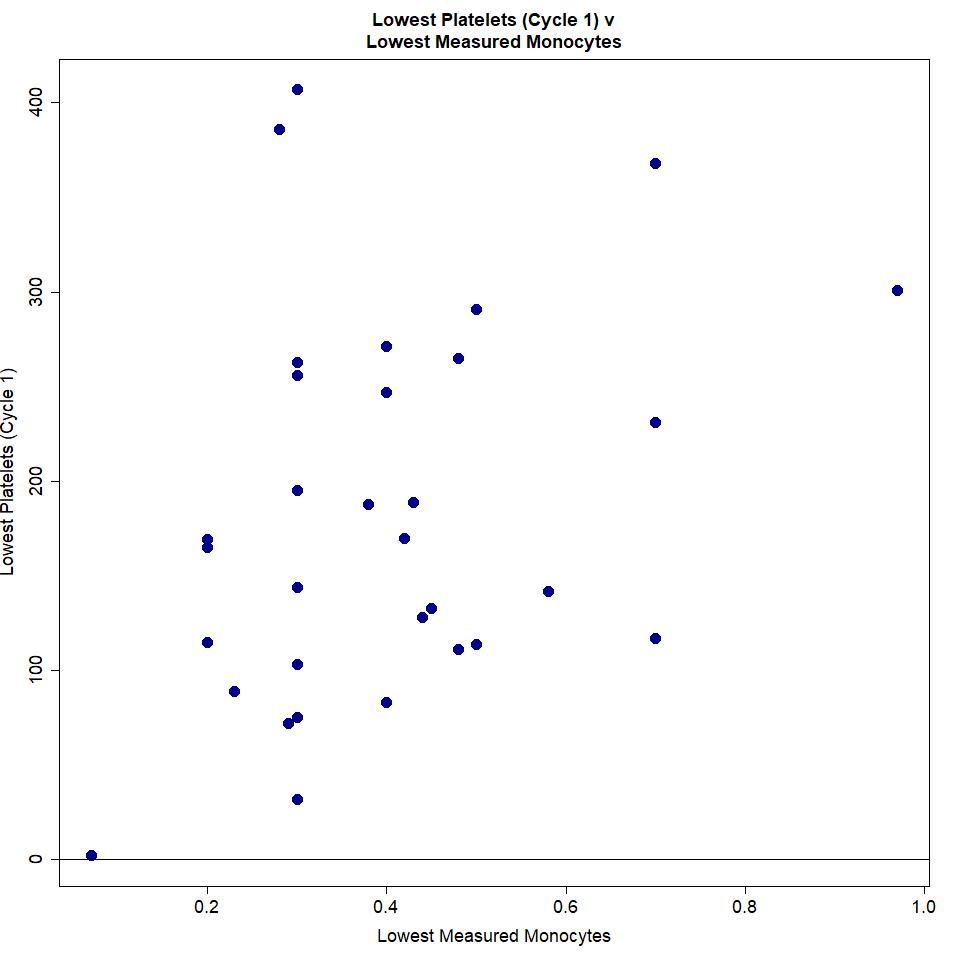 Lowest Platelets (Cycle 1) v
Lowest Measured Monocytes
Lowest Platelets (Cycle 1)
400
300
200
100
0
0.2 0.4 0.6 0.8 1.0
Lowest Measured Monocytes